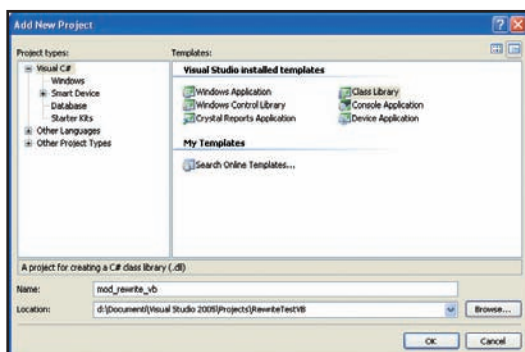 Add New Project
Project types:
Templates:
Visual C#
Windows
Smart Device
Database
Starter Kits
Other Languages
Other Project Types
Visual Studio installed templates
Windows Application
Windows Control Library
Crystal Reports Application
Class Library
Console Application
Device Application
My Templates
Search Online Templates...
A project for creating a C# class library (.dll)
Name:
mod_rewrite_vb
Location:
d:\Documenti\Visual Studio 2005\Projects\RewriteTestVB
Browse...
OK
Cancel